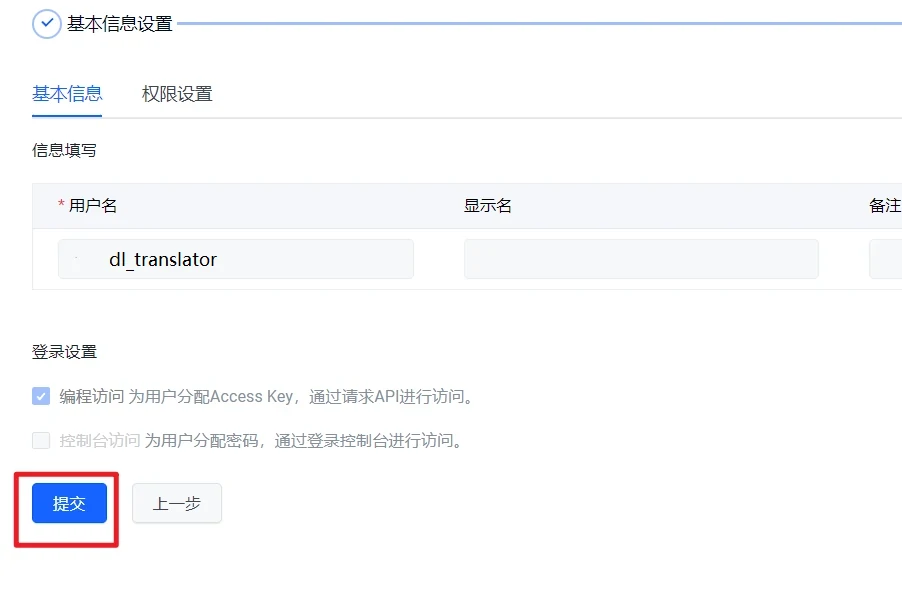 基本信息设置
基本信息 权限设置
信息填写
* 用户名 显示名 备注
dl_translator
登录设置
编程访问 为用户分配Access Key，通过请求API进行访问。
控制台访问 为用户分配密码，通过登录控制台进行访问。
提交 上一步